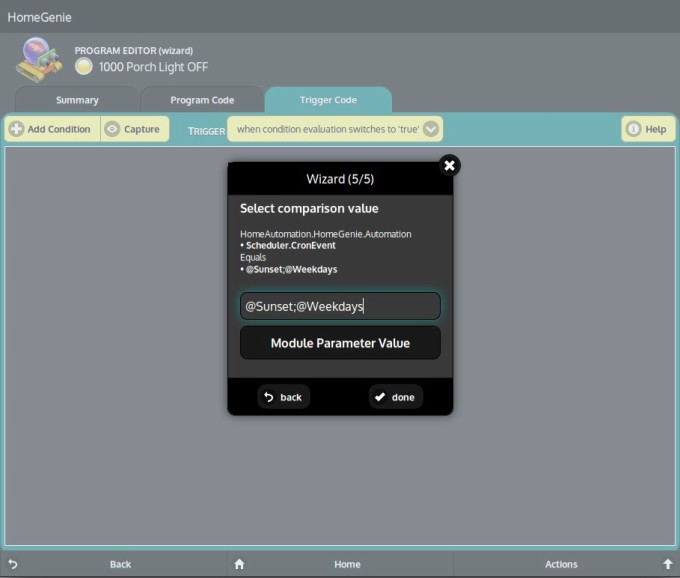 HomeGenie
PROGRAM EDITOR (wizard)
1000 Porch Light OFF
Summary
Program Code
Trigger Code
Add Condition
Capture
TRIGGER
when condition evaluation switches to 'true'
Help
Wizard (5/5)
Select comparison value
HomeAutomation.HomeGenie.Automation
• Scheduler.CronEvent
Equals
• @Sunset;@Weekdays
@Sunset;@Weekdays
Module Parameter Value
back
done
Back
Home
Actions